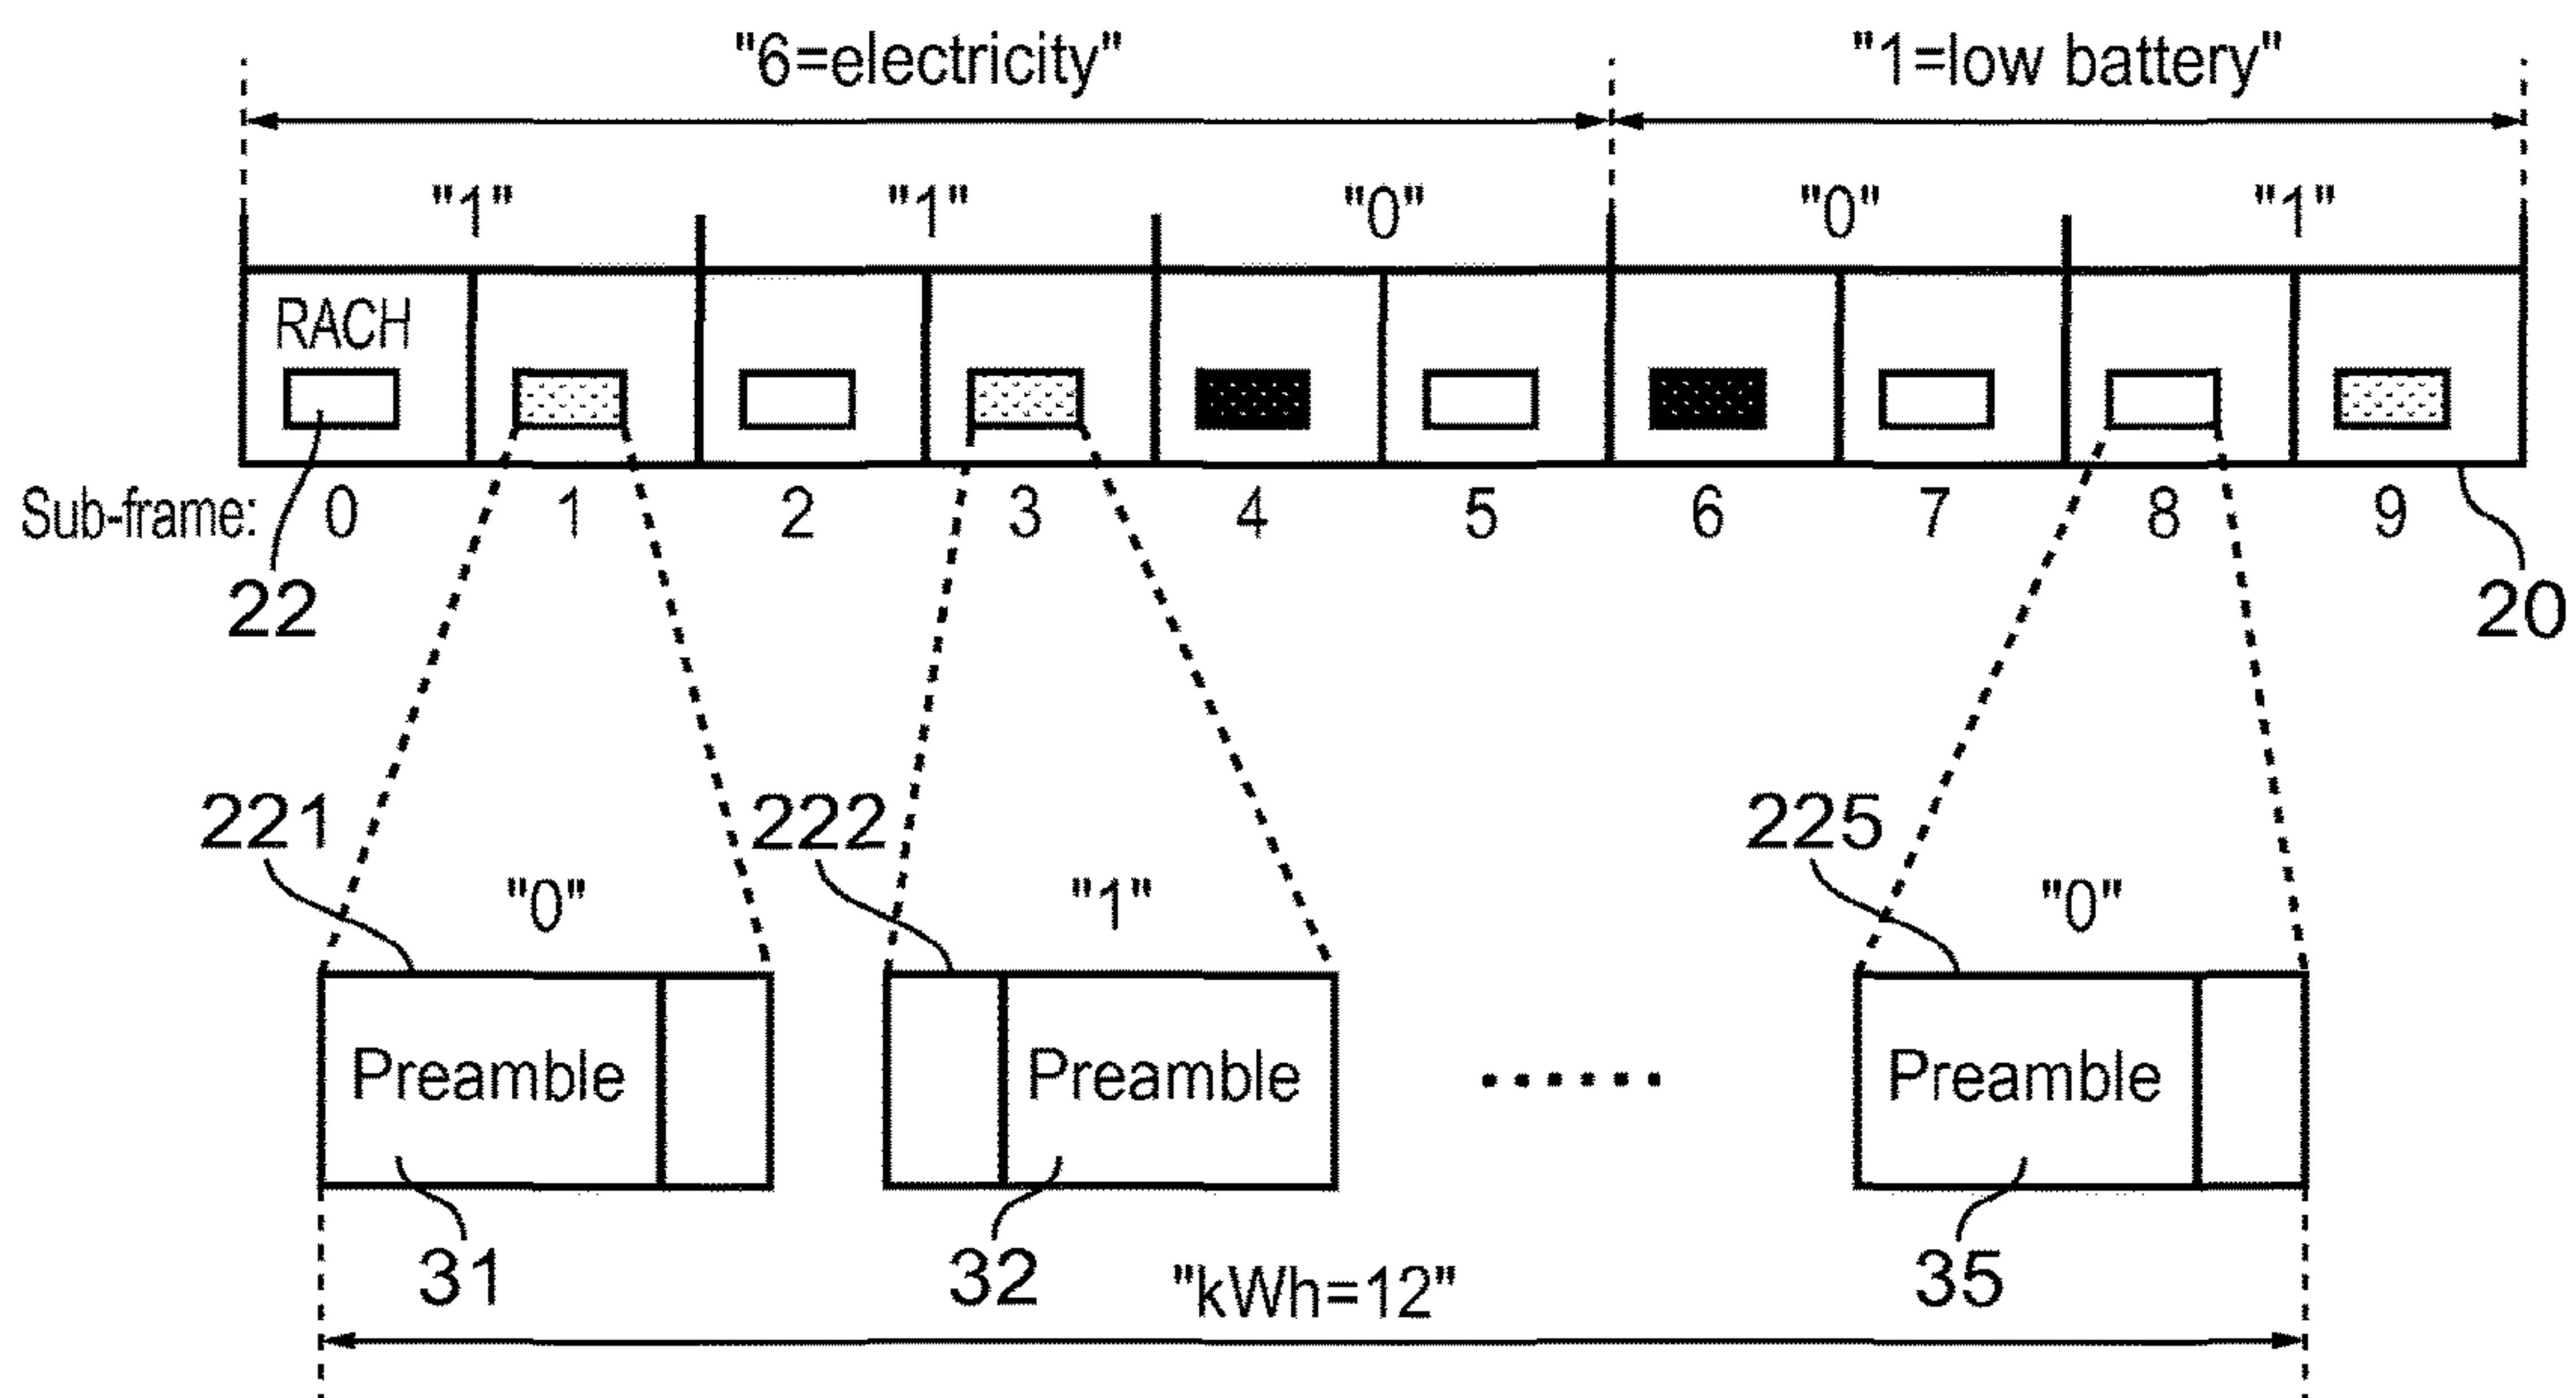 "6=electricity" "1=low battery"
"1" "1" "0" "0" "1"
RACH
Sub-frame: 0 1 2 3 4 5 6 7 8 9
22 20
221 222 225
"0" "1" "0"
Preamble Preamble ...... Preamble
31 32 35
"kWh=12"